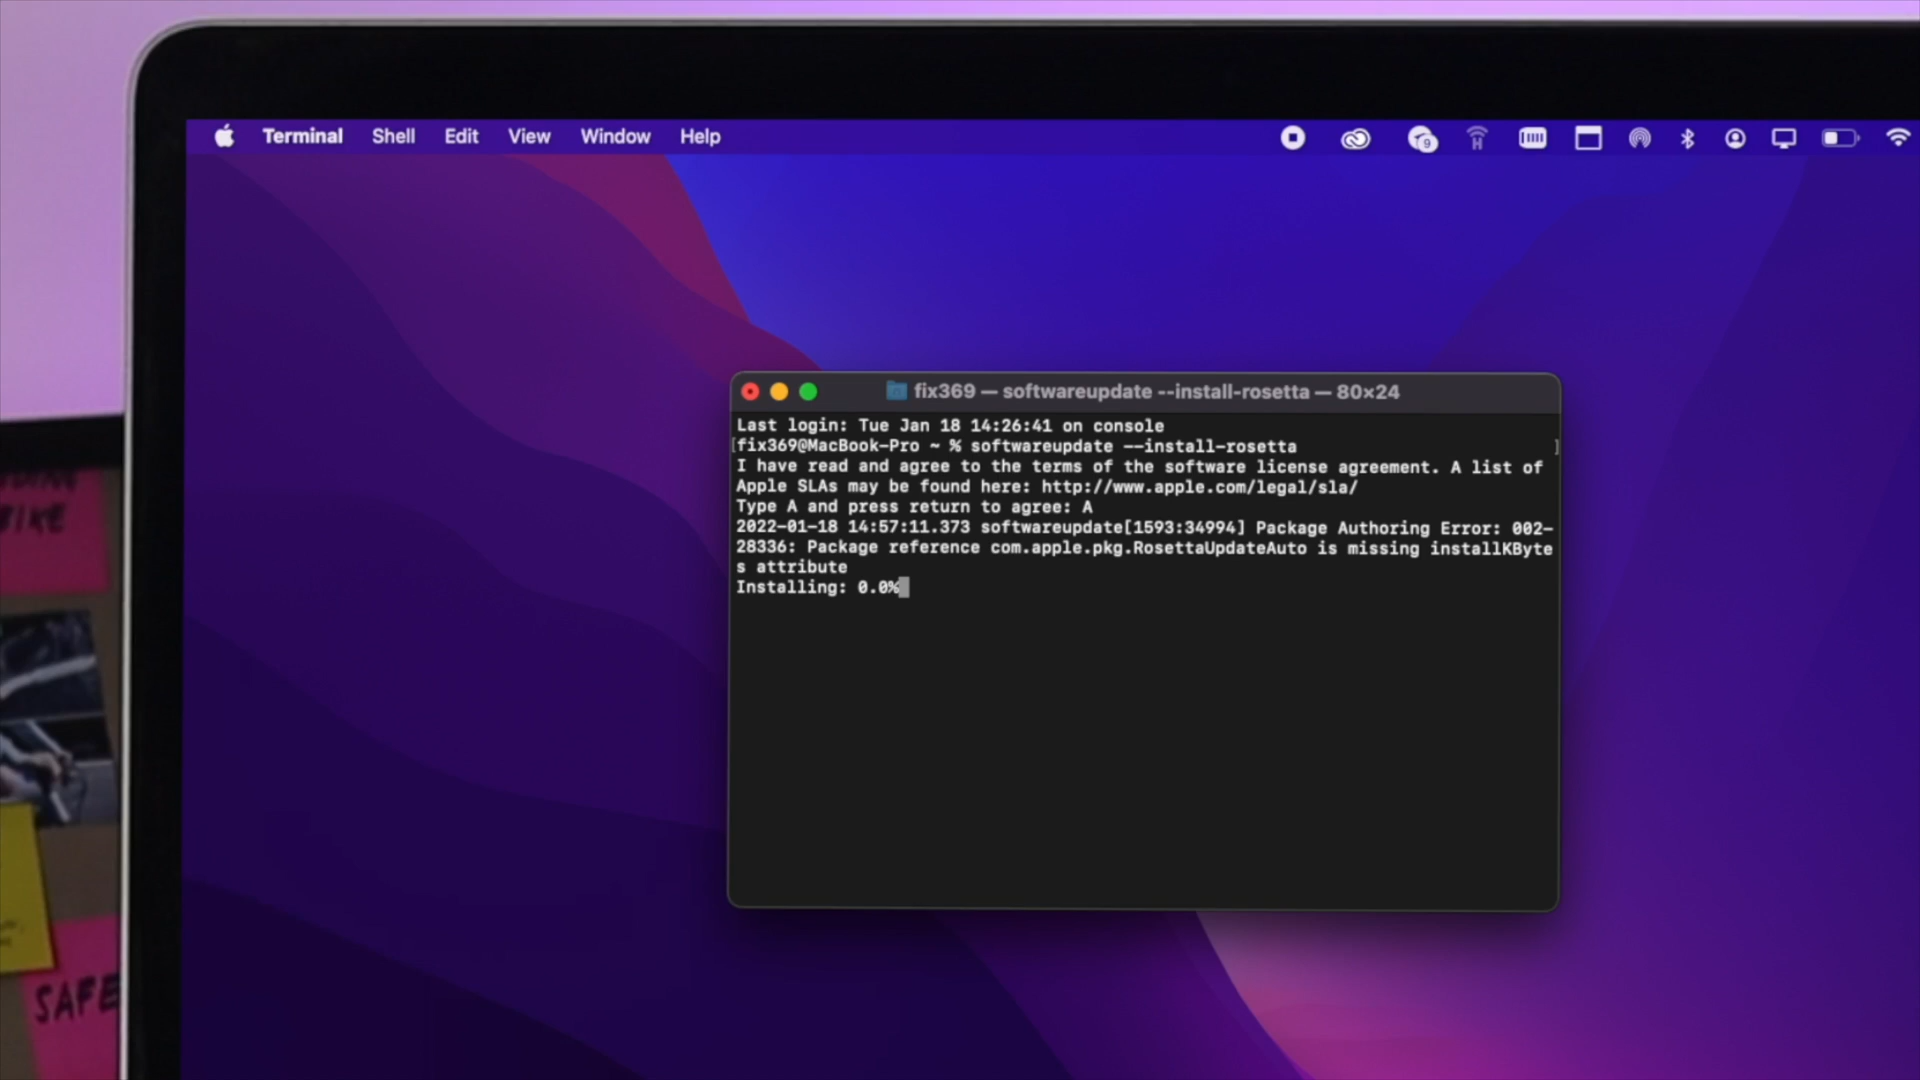 Terminal Shell Edit View Window Help
9
H
fix369 — softwareupdate --install-rosetta — 80×24
Last login: Tue Jan 18 14:26:41 on console
[fix369@MacBook-Pro ~ % softwareupdate --install-rosetta ]
I have read and agree to the terms of the software license agreement. A list of
Apple SLAs may be found here: http://www.apple.com/legal/sla/
Type A and press return to agree: A
2022-01-18 14:57:11.373 softwareupdate[1593:34994] Package Authoring Error: 002-
28336: Package reference com.apple.pkg.RosettaUpdateAuto is missing installKByte
s attribute
Installing: 0.0%
SAFE